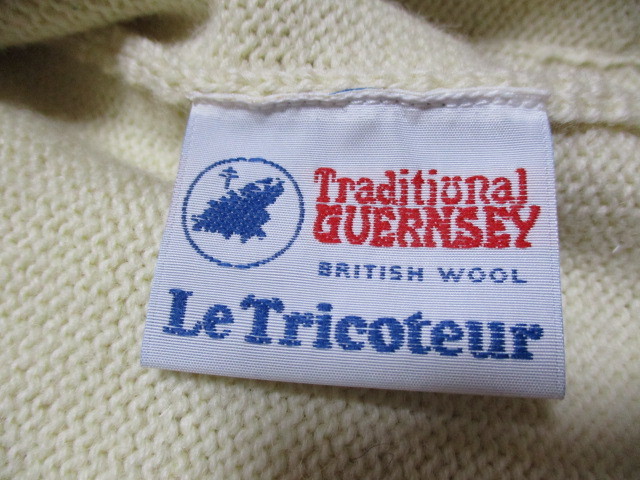 Traditional
GUERNSEY
BRITISH WOOL
Le Tricoteur